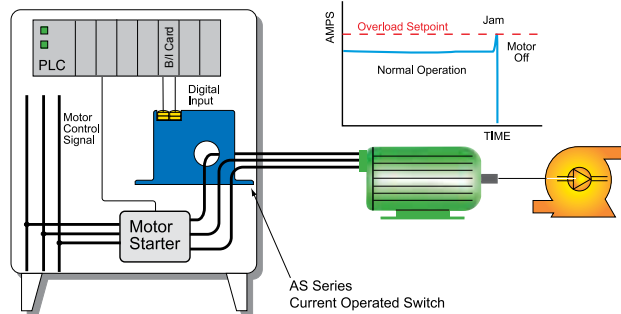 PLC
B/I Card
Digital
Input
Motor
Control
Signal
Motor
Starter
AS Series
Current Operated Switch
AMPS
Overload Setpoint
Jam
Motor
Off
Normal Operation
TIME